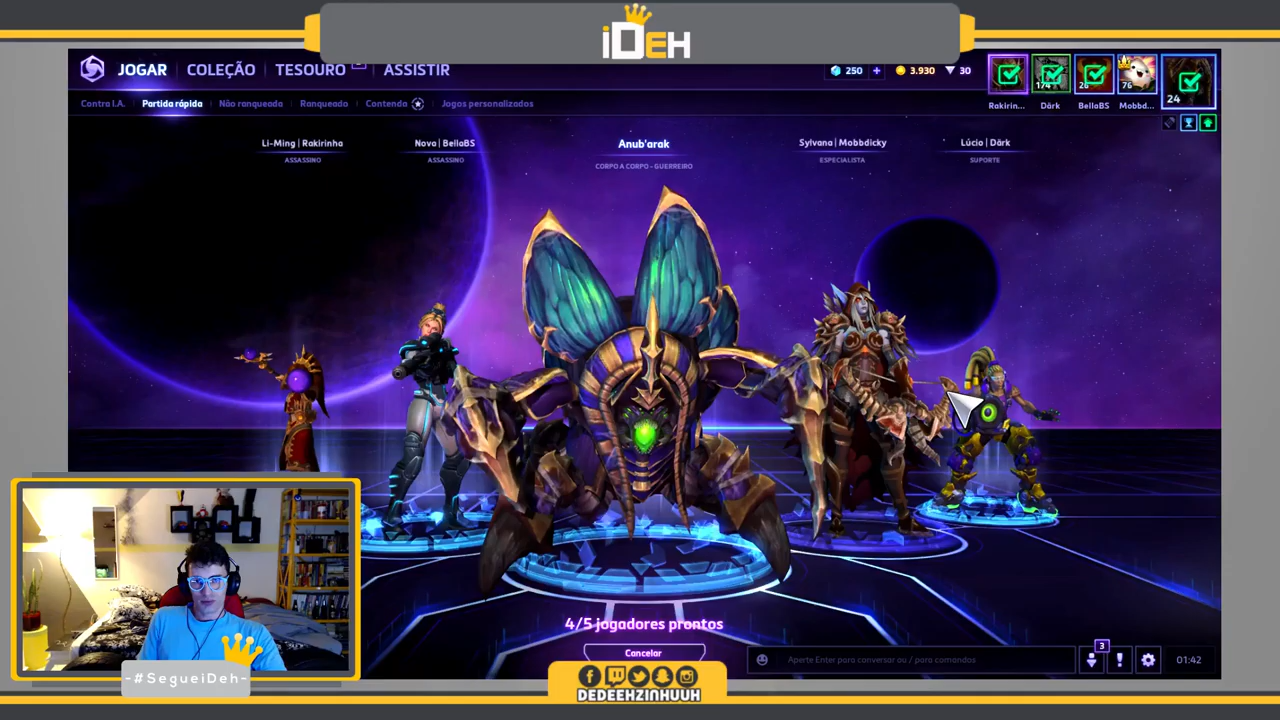 iDEH
JOGAR COLEÇÃO TESOURO ASSISTIR
250 + 3.930 30
174 26 76 24
Rakirin... Därk BellaBS Mobbd...
Contra I.A. Partida rápida Não ranqueada Ranqueada Contenda Jogos personalizados
Li-Ming | Rakirinha Nova | BellaBS Anub'arak Sylvana | Mobbdicky Lúcio | Därk
ASSASSINO ASSASSINO CORPO A CORPO - GUERREIRO ESPECIALISTA SUPORTE
4/5 jogadores prontos
Cancelar
Aperte Enter para conversar ou / para comandos
3
01:42
-#SegueiDeh-
DEDEEHZINHUUH